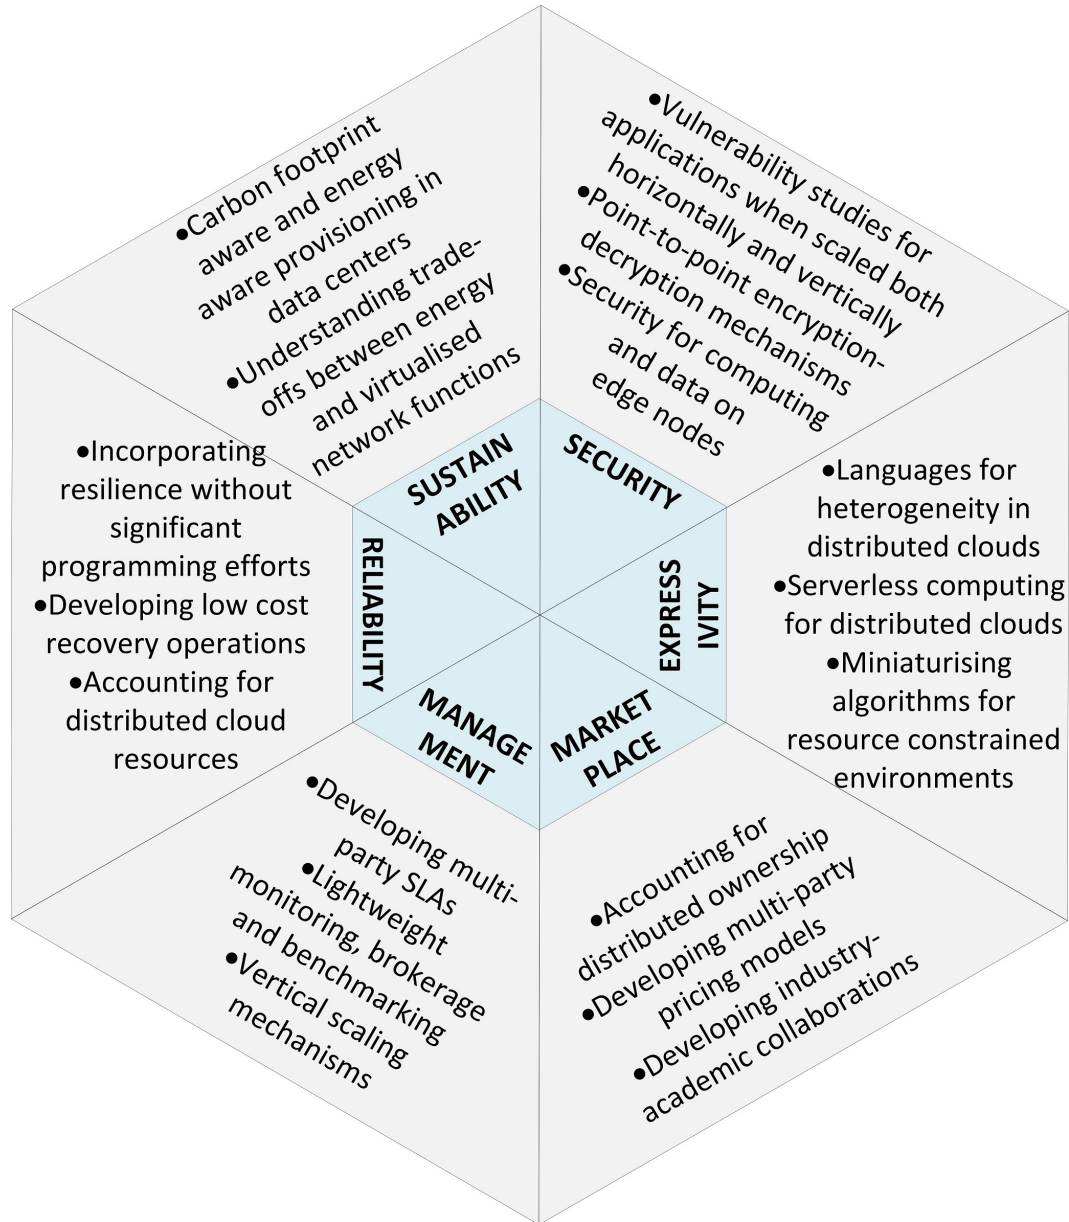 ●Carbon footprint
aware and energy
aware provisioning in
data centers
●Understanding trade-
offs between energy
and virtualised
network functions
SUSTAIN
ABILITY
●Vulnerability studies for
applications when scaled both
horizontally and vertically
●Point-to-point encryption-
decryption mechanisms
●Security for computing
and data on
edge nodes
SECURITY
●Languages for
heterogeneity in
distributed clouds
●Serverless computing
for distributed clouds
●Miniaturising
algorithms for
resource constrained
environments
EXPRESS
IVITY
●Accounting for
distributed ownership
●Developing multi-party
pricing models
●Developing industry-
academic collaborations
MARKET
PLACE
●Developing multi-
party SLAs
●Lightweight
monitoring, brokerage
and benchmarking
●Vertical scaling
mechanisms
MANAGE
MENT
●Incorporating
resilience without
significant
programming efforts
●Developing low cost
recovery operations
●Accounting for
distributed cloud
resources
RELIABILITY